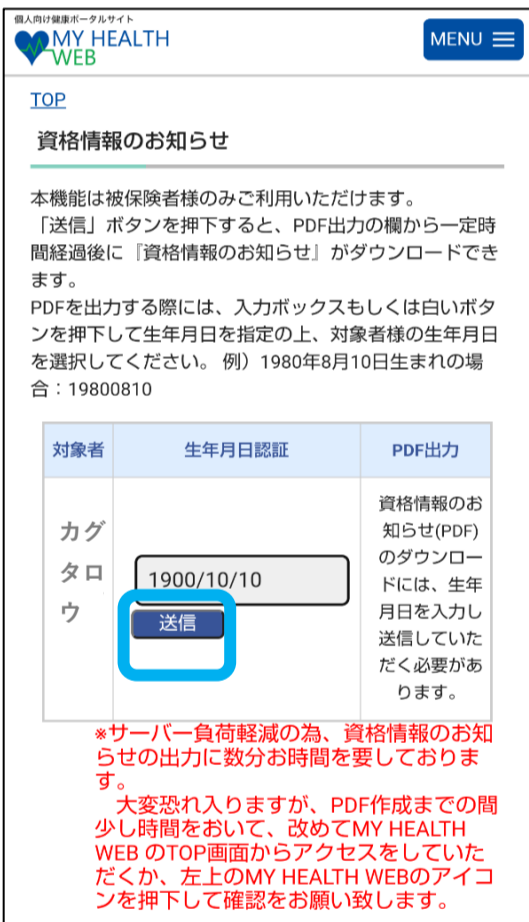 個人向け健康ポータルサイト
MY HEALTH
WEB
MENU
TOP
資格情報のお知らせ
本機能は被保険者様のみご利用いただけます。
「送信」ボタンを押下すると、PDF出力の欄から一定時
間経過後に『資格情報のお知らせ』がダウンロードでき
ます。
PDFを出力する際には、入力ボックスもしくは白いボタ
ンを押下して生年月日を指定の上、対象者様の生年月日
を選択してください。 例）1980年8月10日生まれの場
合：19800810
対象者 生年月日認証 PDF出力
カグ
タロ
ウ
1900/10/10
送信
資格情報のお
知らせ(PDF)
のダウンロー
ドには、生年
月日を入力し
送信していた
だく必要があ
ります。
*サーバー負荷軽減の為、資格情報のお知
らせの出力に数分お時間を要しておりま
す。
大変恐れ入りますが、PDF作成までの間
少し時間をおいて、改めてMY HEALTH
WEB のTOP画面からアクセスをしていた
だくか、左上のMY HEALTH WEBのアイコ
ンを押下して確認をお願い致します。